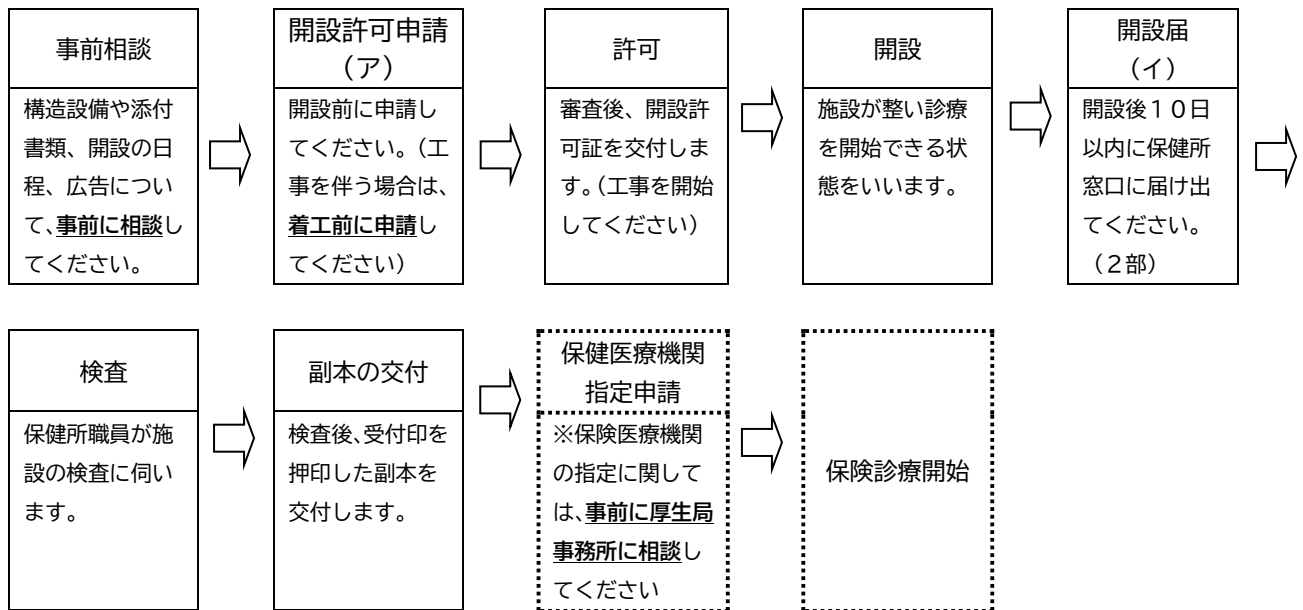 事前相談
構造設備や添付
書類、開設の日
程、広告につい
て、事前に相談し
てください。
開設許可申請
(ア)
開設前に申請し
てください。(工
事を伴う場合は、
着工前に申請し
てください)
許可
審査後、開設許
可証を交付しま
す。(工事を開始
してください)
開設
施設が整い診療
を開始できる状
態をいいます。
開設届
(イ)
開設後10日
以内に保健所
窓口に届け出
てください。
(2部)
検査
保健所職員が施
設の検査に伺い
ます。
副本の交付
検査後、受付印を
押印した副本を
交付します。
保健医療機関
指定申請
※保険医療機関
の指定に関して
は、事前に厚生局
事務所に相談し
てください
保険診療開始